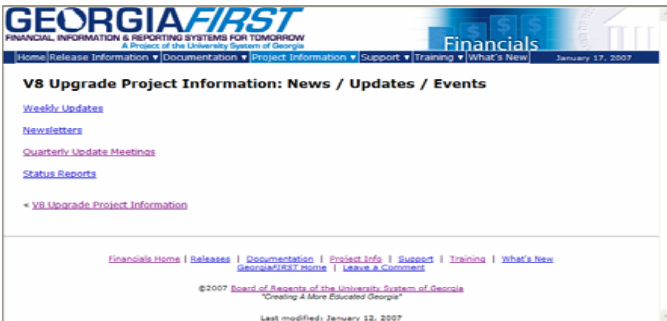 GEORGIAFIRST
FINANCIAL, INFORMATION & REPORTING SYSTEMS FOR TOMORROW
A Project of the University System of Georgia
Financials
Home Release Information ▼ Documentation ▼ Project Information ▼ Support ▼ Training ▼ What's New January 17, 2007
V8 Upgrade Project Information: News / Updates / Events
Weekly Updates
Newsletters
Quarterly Update Meetings
Status Reports
« V8 Upgrade Project Information
Financials Home | Releases | Documentation | Project Info | Support | Training | What's New
GeorgiaFIRST Home | Leave a Comment
©2007 Board of Regents of the University System of Georgia
"Creating A More Educated Georgia"
Last modified: January 12, 2007